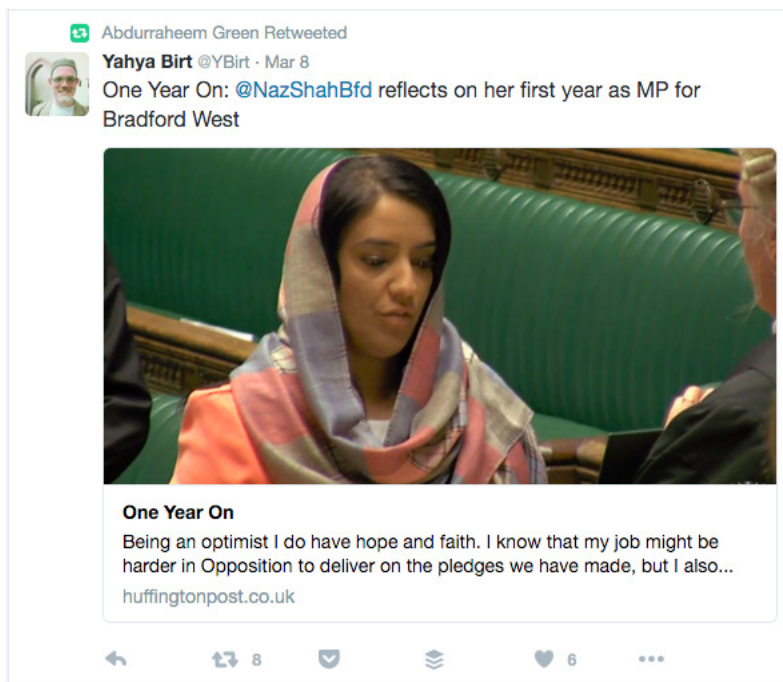 Abdurraheem Green Retweeted
Yahya Birt @YBirt · Mar 8
One Year On: @NazShahBfd reflects on her first year as MP for
Bradford West
One Year On
Being an optimist I do have hope and faith. I know that my job might be
harder in Opposition to deliver on the pledges we have made, but I also...
huffingtonpost.co.uk
8 6